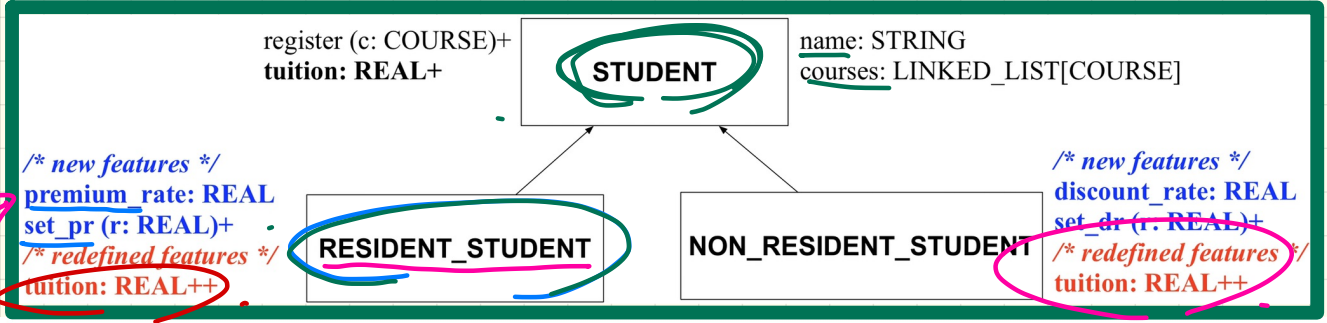 register (c: COURSE)+
tuition: REAL+
STUDENT
name: STRING
courses: LINKED_LIST[COURSE]
/* new features */
premium_rate: REAL
set_pr (r: REAL)+
/* redefined features */
tuition: REAL++
RESIDENT_STUDENT
NON_RESIDENT_STUDENT
/* new features */
discount_rate: REAL
set_dr (r: REAL)+
/* redefined features */
tuition: REAL++